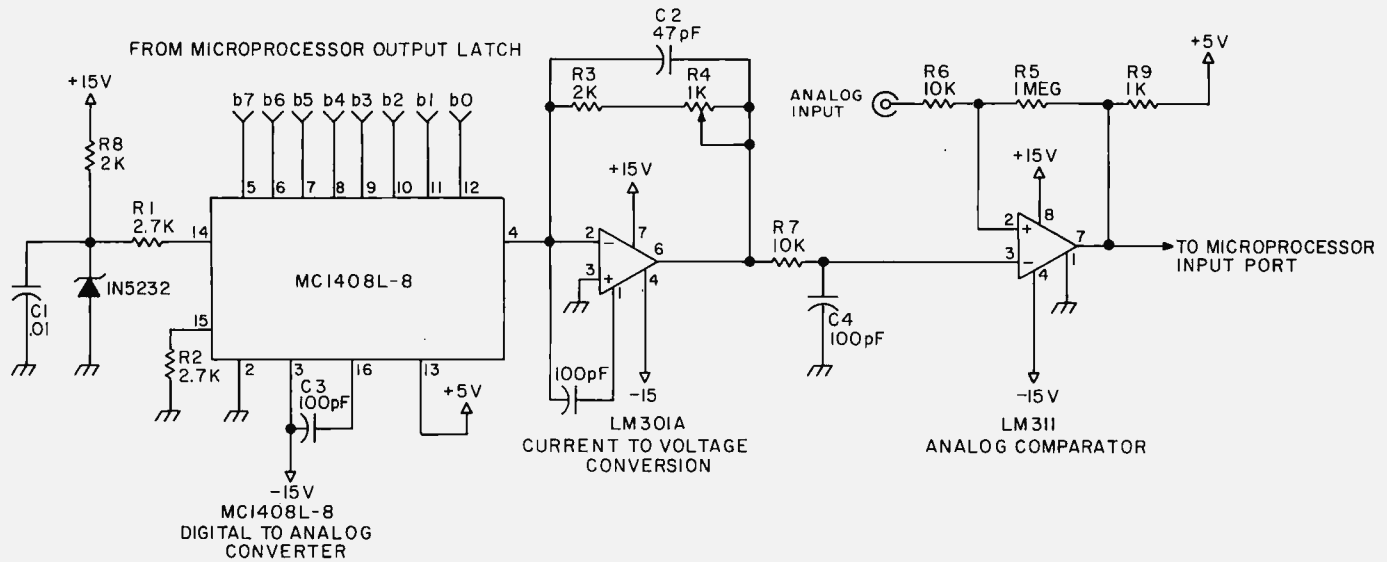 FROM MICROPROCESSOR OUTPUT LATCH
+15V
b7 b6 b5 b4 b3 b2 b1 b0
R8
2K
5 6 7 8 9 10 11 12
R1
2.7K
14
MC1408L-8
4
IN5232
C1
.01
15
R2
2.7K
2
3
16
13
C3
100pF
+5V
-15V
MC1408L-8
DIGITAL TO ANALOG
CONVERTER
C2
47pF
R3
2K
R4
1K
+15V
2
-
7
6
3
+
1
4
100pF
-15
LM301A
CURRENT TO VOLTAGE
CONVERSION
R7
10K
C4
100pF
ANALOG
INPUT
R6
10K
R5
1MEG
R9
1K
+5V
+15V
8
2
+
7
3
-
4
1
TO MICROPROCESSOR
INPUT PORT
-15V
LM311
ANALOG COMPARATOR